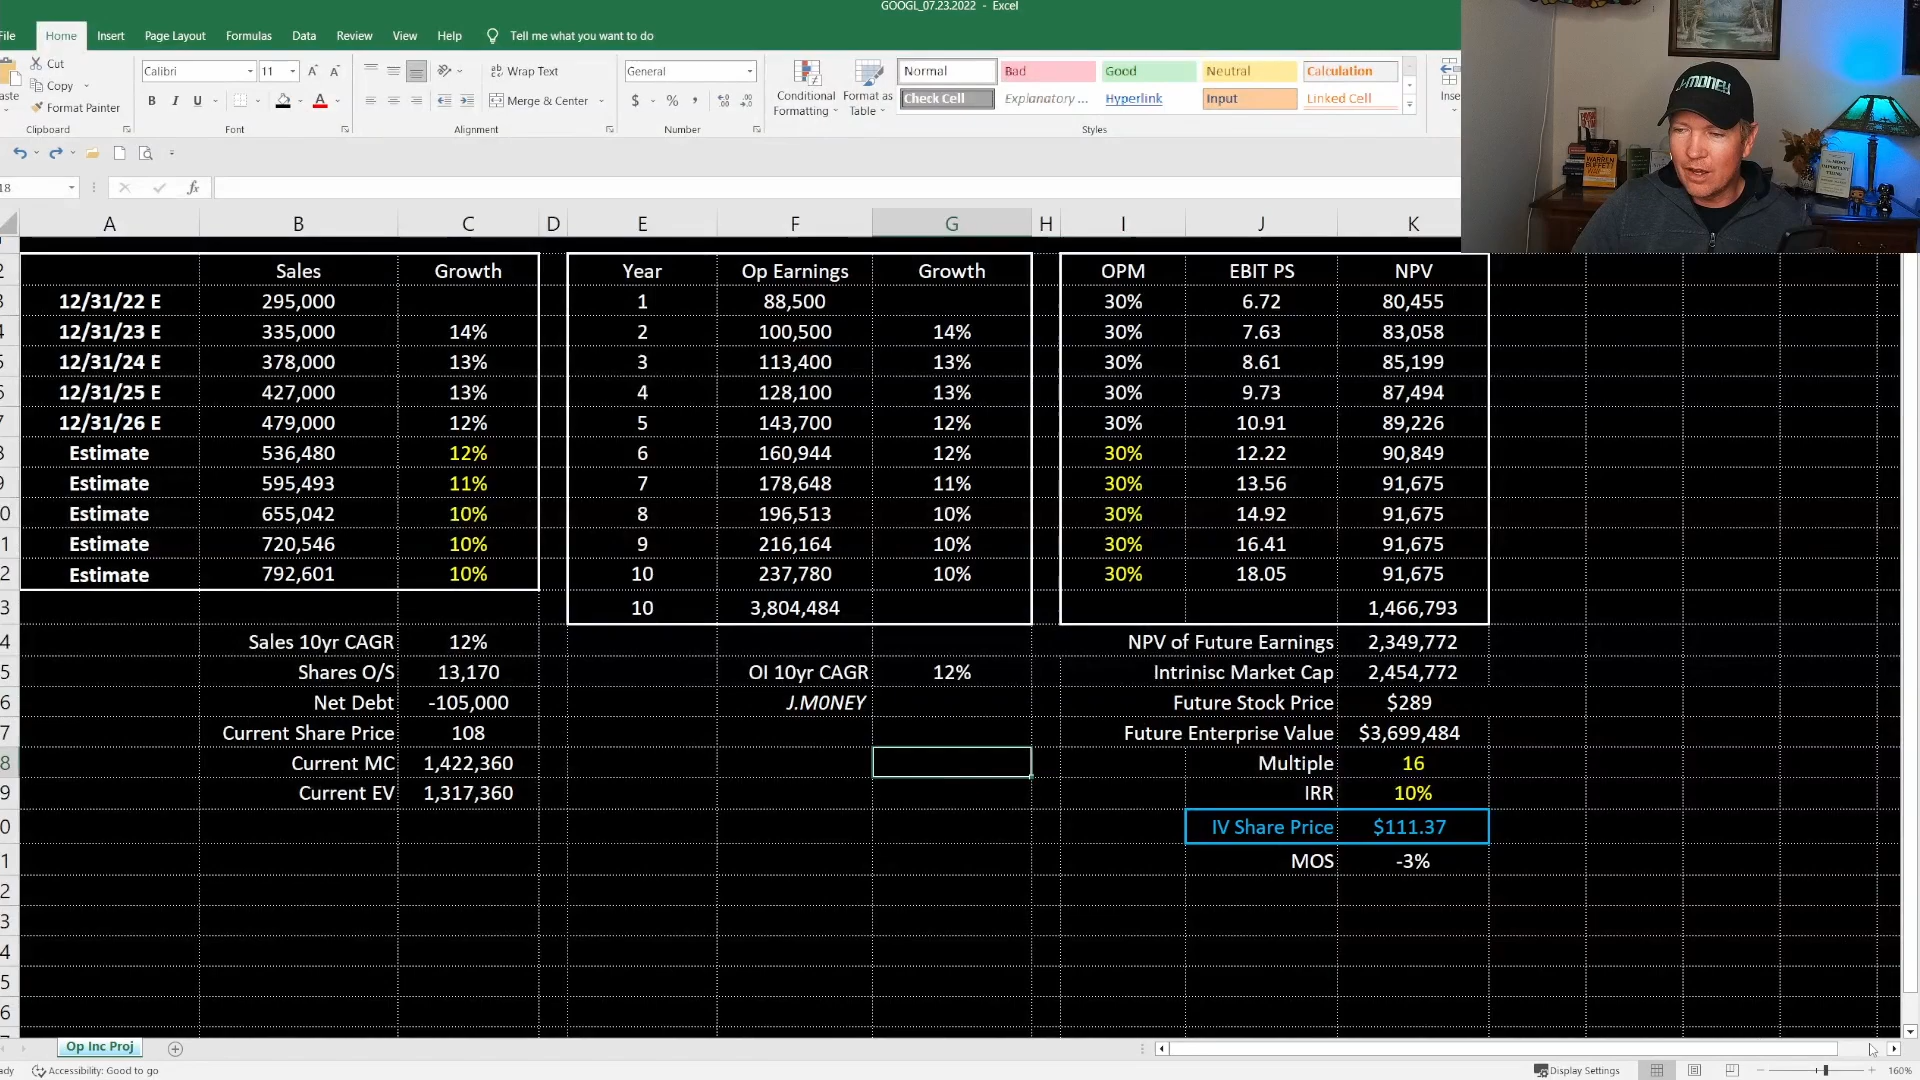 GOOGL_07.23.2022 - Excel
File Home Insert Page Layout Formulas Data Review View Help Tell me what you want to do
Cut
Copy
Format Painter
Clipboard
Calibri 11
B I U
Font
Wrap Text
Merge & Center
Alignment
General
$ % ,
Number
Conditional Formatting
Format as Table
Normal Bad Good Neutral Calculation
Check Cell Explanatory ... Hyperlink Input Linked Cell
Styles
J-MONEY
WARREN BUFFETT
fx
A B C D E F G H I J K
Sales Growth Year Op Earnings Growth OPM EBIT PS NPV
12/31/22 E 295,000 1 88,500 30% 6.72 80,455
12/31/23 E 335,000 14% 2 100,500 14% 30% 7.63 83,058
12/31/24 E 378,000 13% 3 113,400 13% 30% 8.61 85,199
12/31/25 E 427,000 13% 4 128,100 13% 30% 9.73 87,494
12/31/26 E 479,000 12% 5 143,700 12% 30% 10.91 89,226
Estimate 536,480 12% 6 160,944 12% 30% 12.22 90,849
Estimate 595,493 11% 7 178,648 11% 30% 13.56 91,675
Estimate 655,042 10% 8 196,513 10% 30% 14.92 91,675
Estimate 720,546 10% 9 216,164 10% 30% 16.41 91,675
Estimate 792,601 10% 10 237,780 10% 30% 18.05 91,675
10 3,804,484 1,466,793
Sales 10yr CAGR 12% NPV of Future Earnings 2,349,772
Shares O/S 13,170 OI 10yr CAGR 12% Intrinisc Market Cap 2,454,772
Net Debt -105,000 J.M0NEY Future Stock Price $289
Current Share Price 108 Future Enterprise Value $3,699,484
Current MC 1,422,360 Multiple 16
Current EV 1,317,360 IRR 10%
IV Share Price $111.37
MOS -3%
Op Inc Proj
Accessibility: Good to go
Display Settings
160%